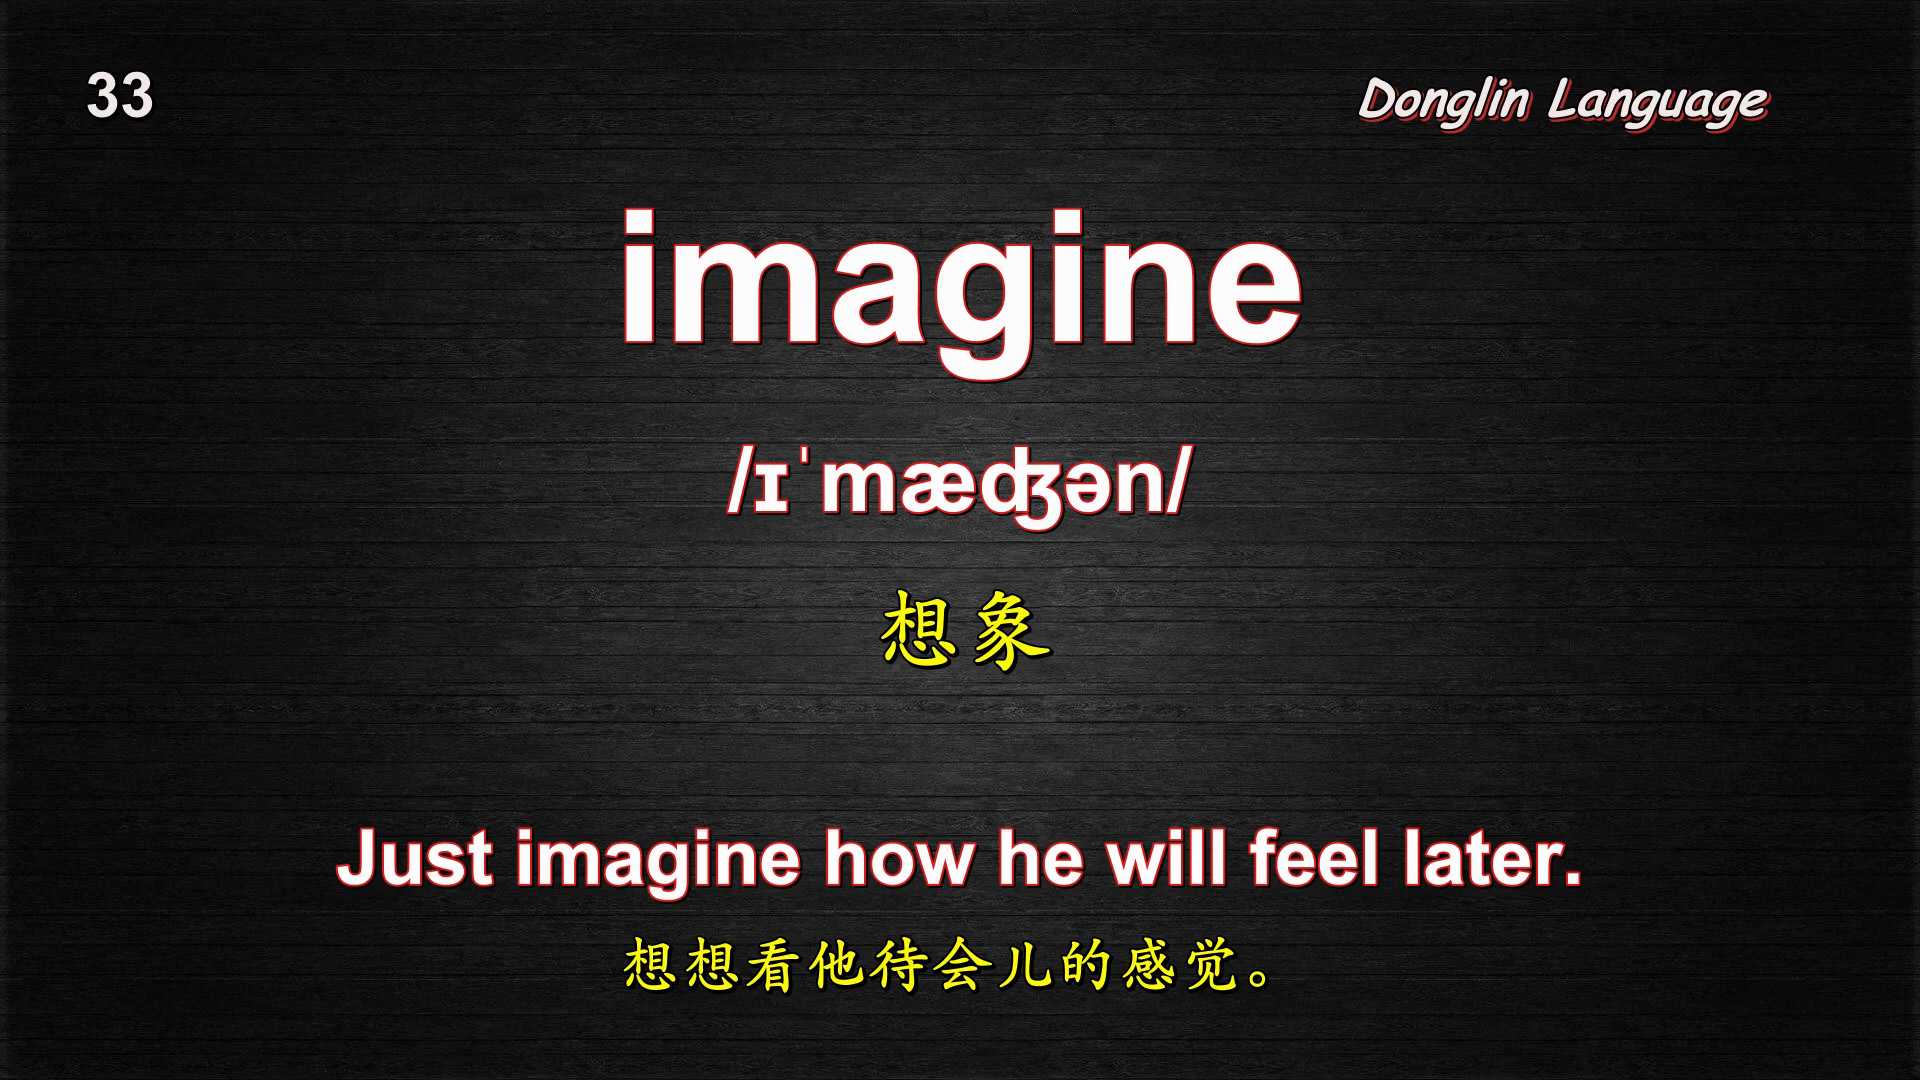 33
Donglin Language
imagine
/ɪˈmæʤən/
想象
Just imagine how he will feel later.
想想看他待会儿的感觉。